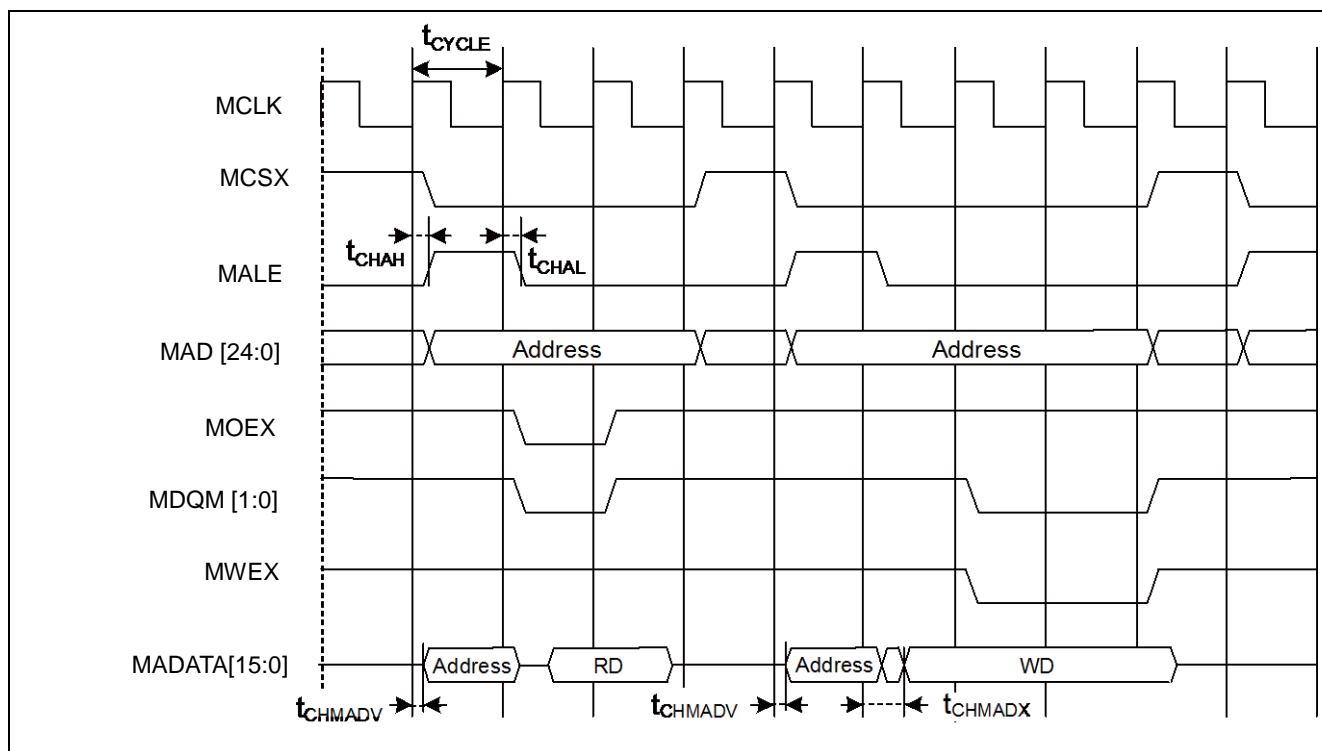 tCYCLE
MCLK
MCSX
tCHAH
tCHAL
MALE
MAD [24:0]
Address
Address
MOEX
MDQM [1:0]
MWEX
MADATA[15:0]
Address
RD
Address
WD
tCHMADV
tCHMADV
tCHMADX